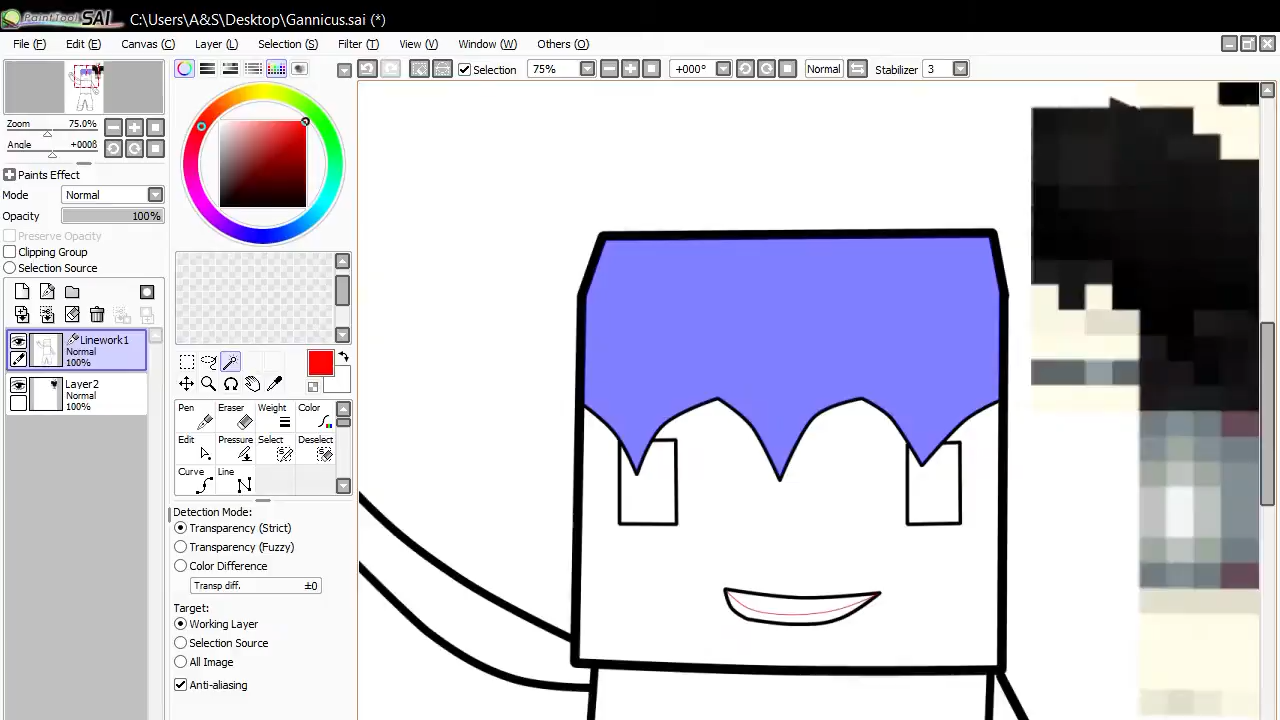 PaintTool SAI C:\Users\A&S\Desktop\Gannicus.sai (*)
File (F) Edit (E) Canvas (C) Layer (L) Selection (S) Filter (T) View (V) Window (W) Others (O)
Selection 75% +000° Normal Stabilizer 3
Zoom 75.0%
Angle +0008
Paints Effect
Mode Normal
Opacity 100%
Preserve Opacity
Clipping Group
Selection Source
Linework1
Normal
100%
Layer2
Normal
100%
Pen Eraser Weight Color
Edit Pressure Select Deselect
Curve Line
Detection Mode:
Transparency (Strict)
Transparency (Fuzzy)
Color Difference
Transp diff. ±0
Target:
Working Layer
Selection Source
All Image
Anti-aliasing